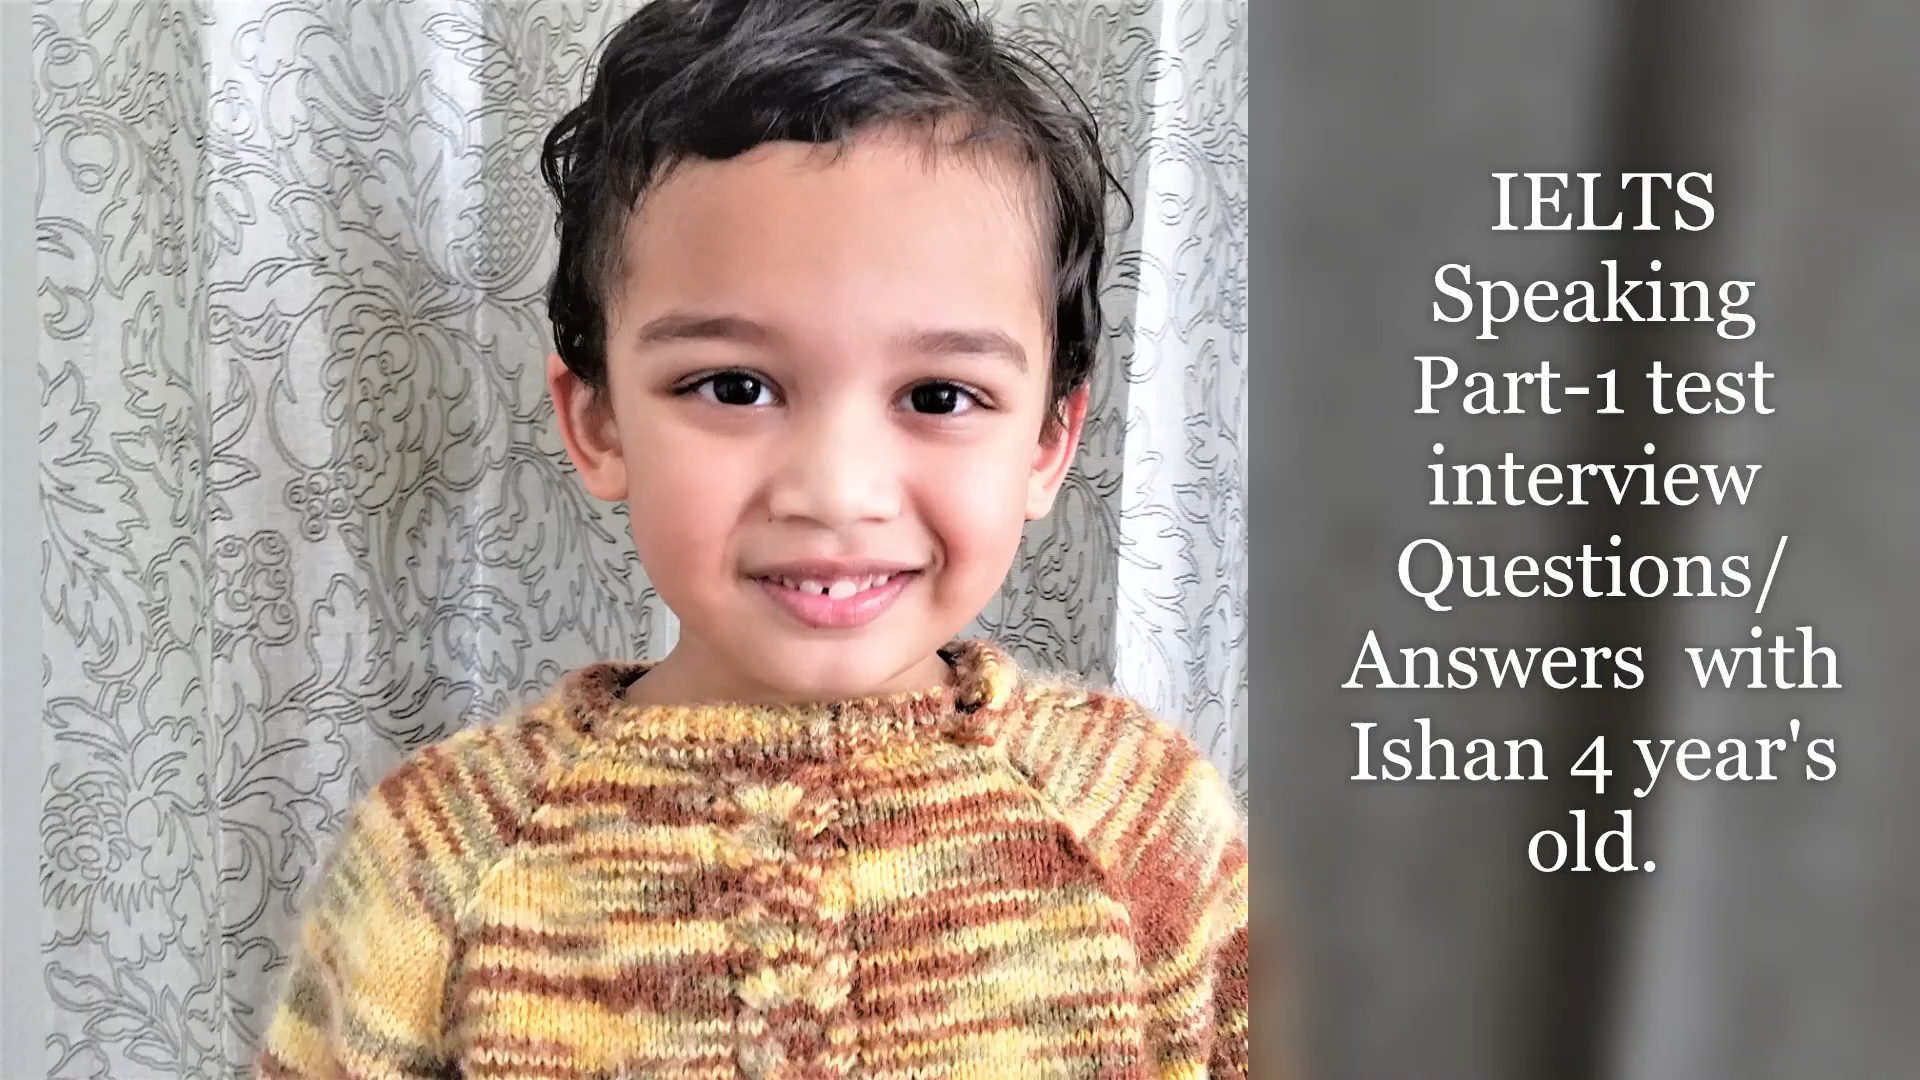 IELTS
Speaking
Part-1 test
interview
Questions/
Answers  with
Ishan 4 year's
old.